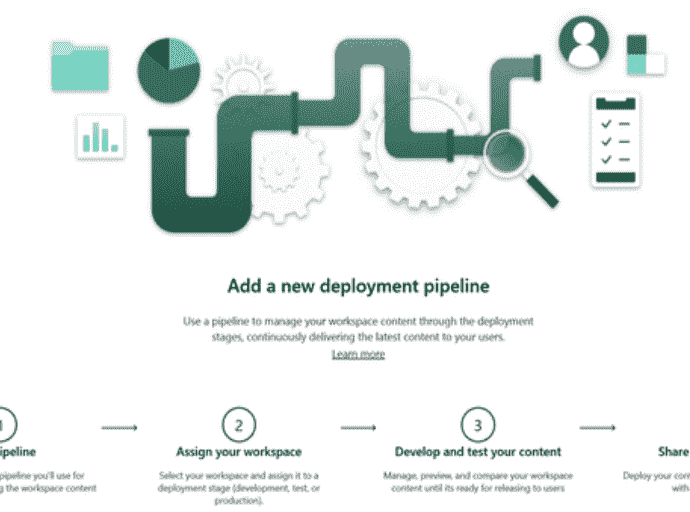 Add a new deployment pipeline
Use a pipeline to manage your workspace content through the deployment
stages, continuously delivering the latest content to your users.
Learn more
1
2
3
ipeline
Assign your workspace
Develop and test your content
Share
pipeline you'll use for
g the workspace content
Select your workspace and assign it to a
deployment stage (development, test, or
production).
Manage, preview, and compare your workspace
content until its ready for releasing to users
Deploy your con
with